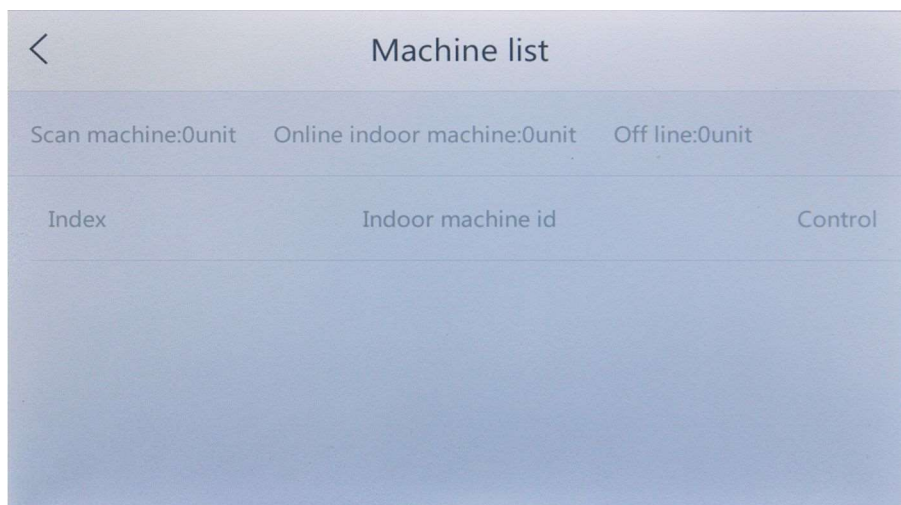 Machine list
Scan machine:0unit Online indoor machine:0unit Off line:0unit
Index Indoor machine id Control